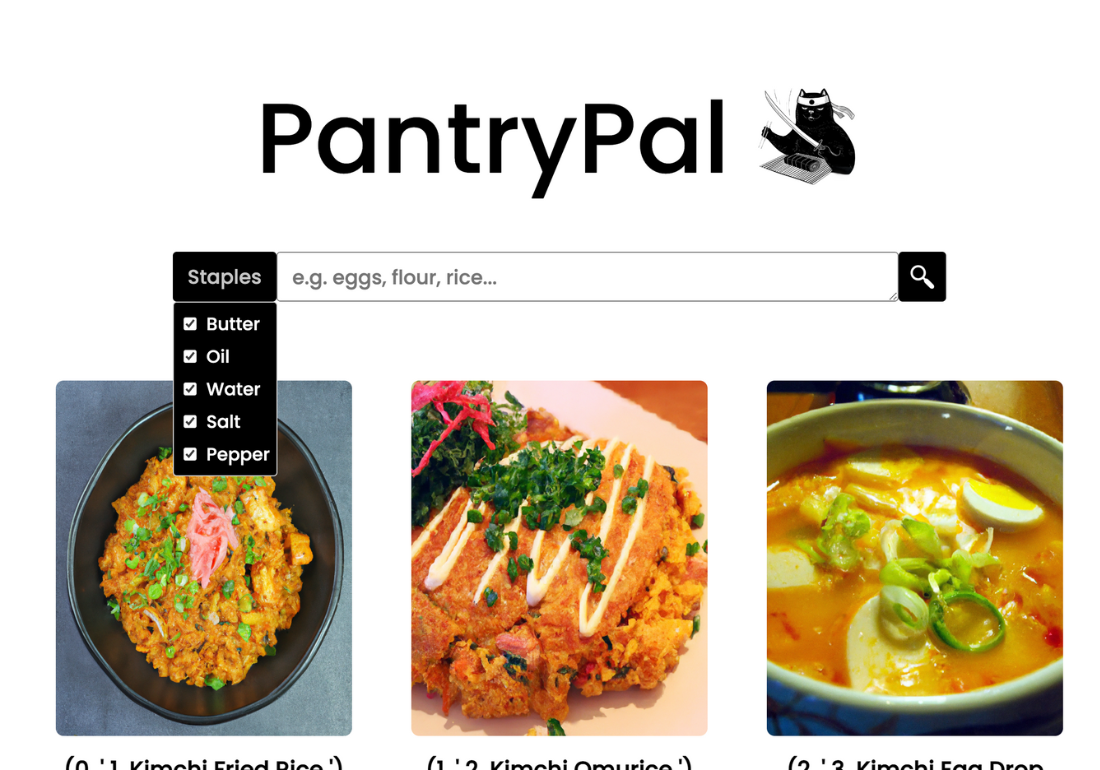 PantryPal
Staples
e.g. eggs, flour, rice...
Butter
Oil
Water
Salt
Pepper
(0, ' 1. Kimchi Fried Rice ')
(1, ' 2. Kimchi Omurice ')
(2, ' 3. Kimchi Egg Drop